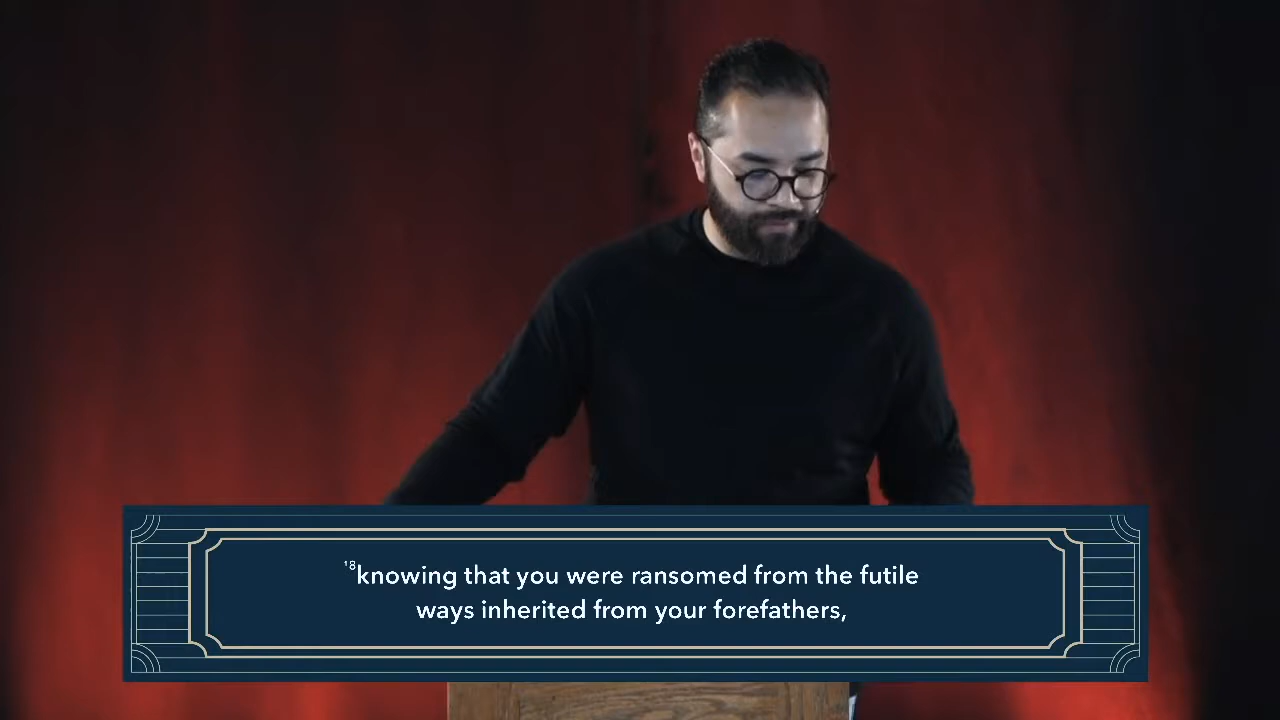 ¹⁸knowing that you were ransomed from the futile
ways inherited from your forefathers,